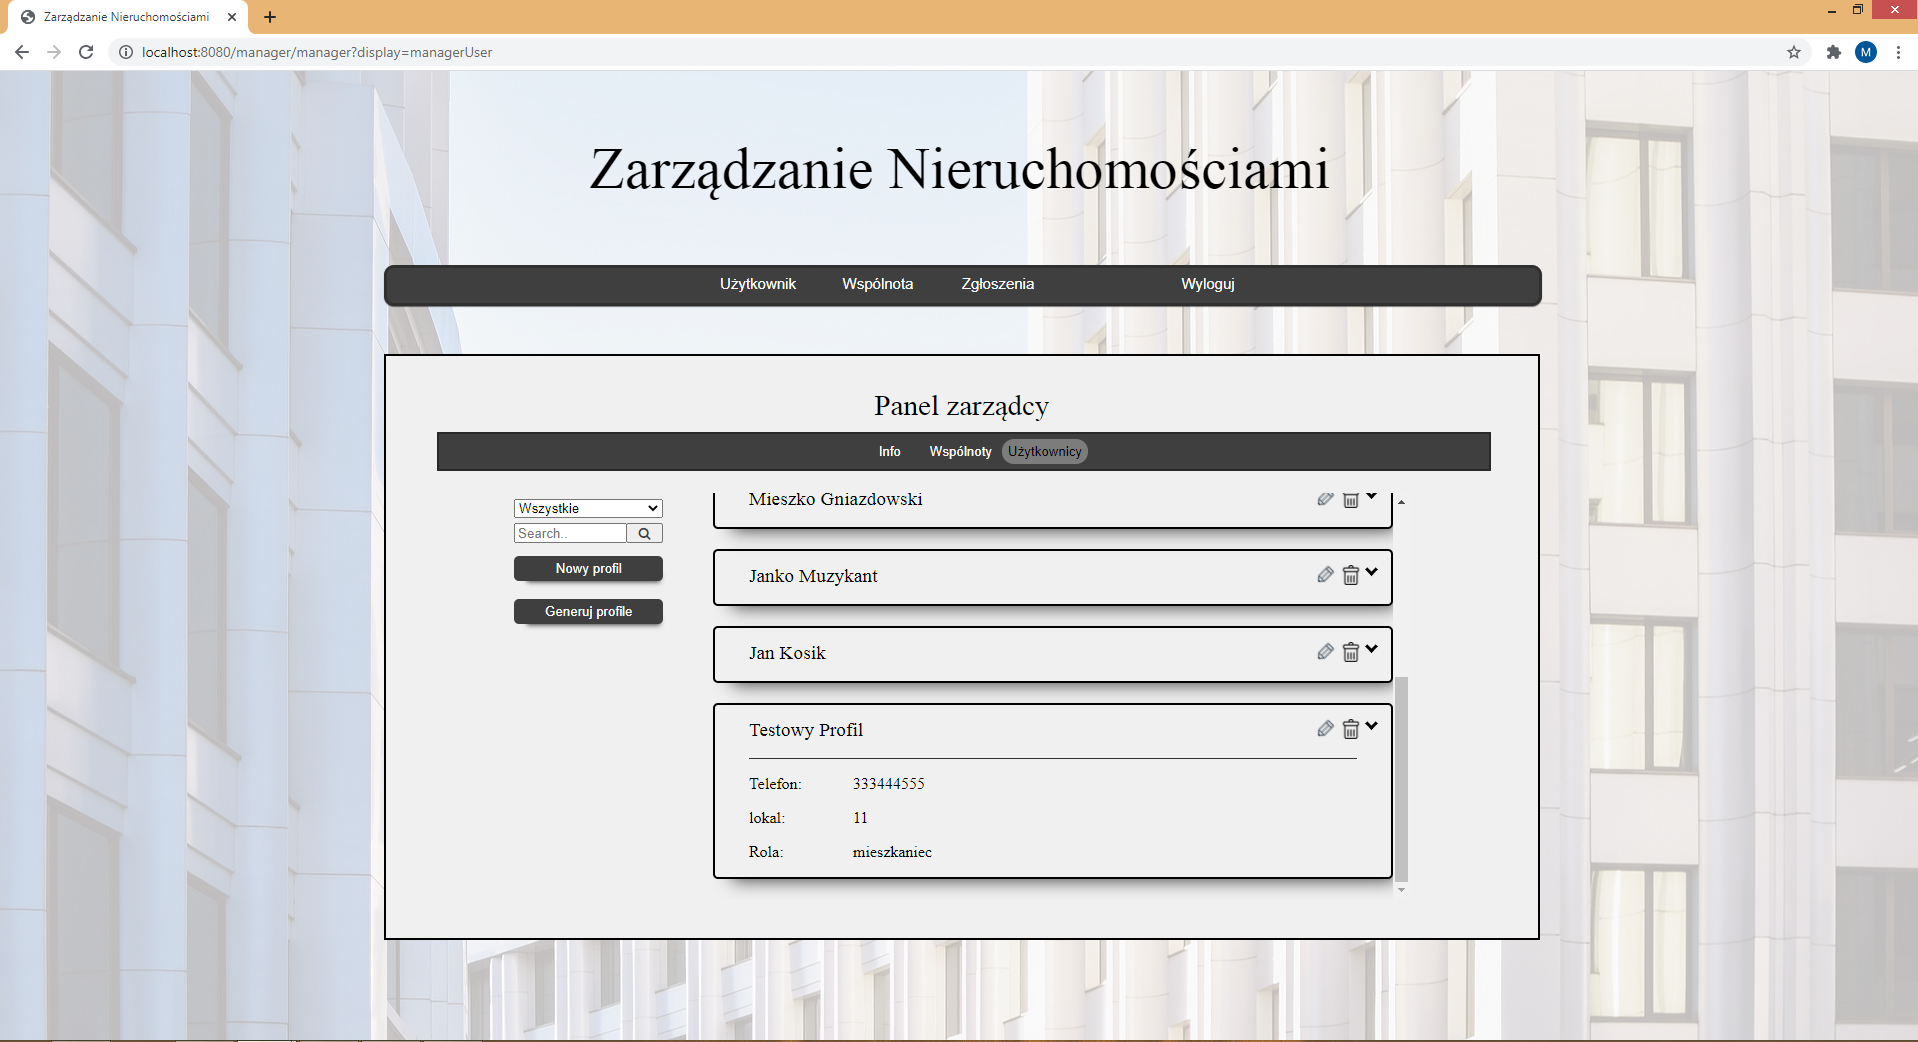 Zarządzanie Nieruchomościami
localhost:8080/manager/manager?display=managerUser
M
Zarządzanie Nieruchomościami
Użytkownik Wspólnota Zgłoszenia Wyloguj
Panel zarządcy
Info Wspólnoty Użytkownicy
Wszystkie
Search..
Nowy profil
Generuj profile
Mieszko Gniazdowski
Janko Muzykant
Jan Kosik
Testowy Profil
Telefon: 333444555
lokal: 11
Rola: mieszkaniec